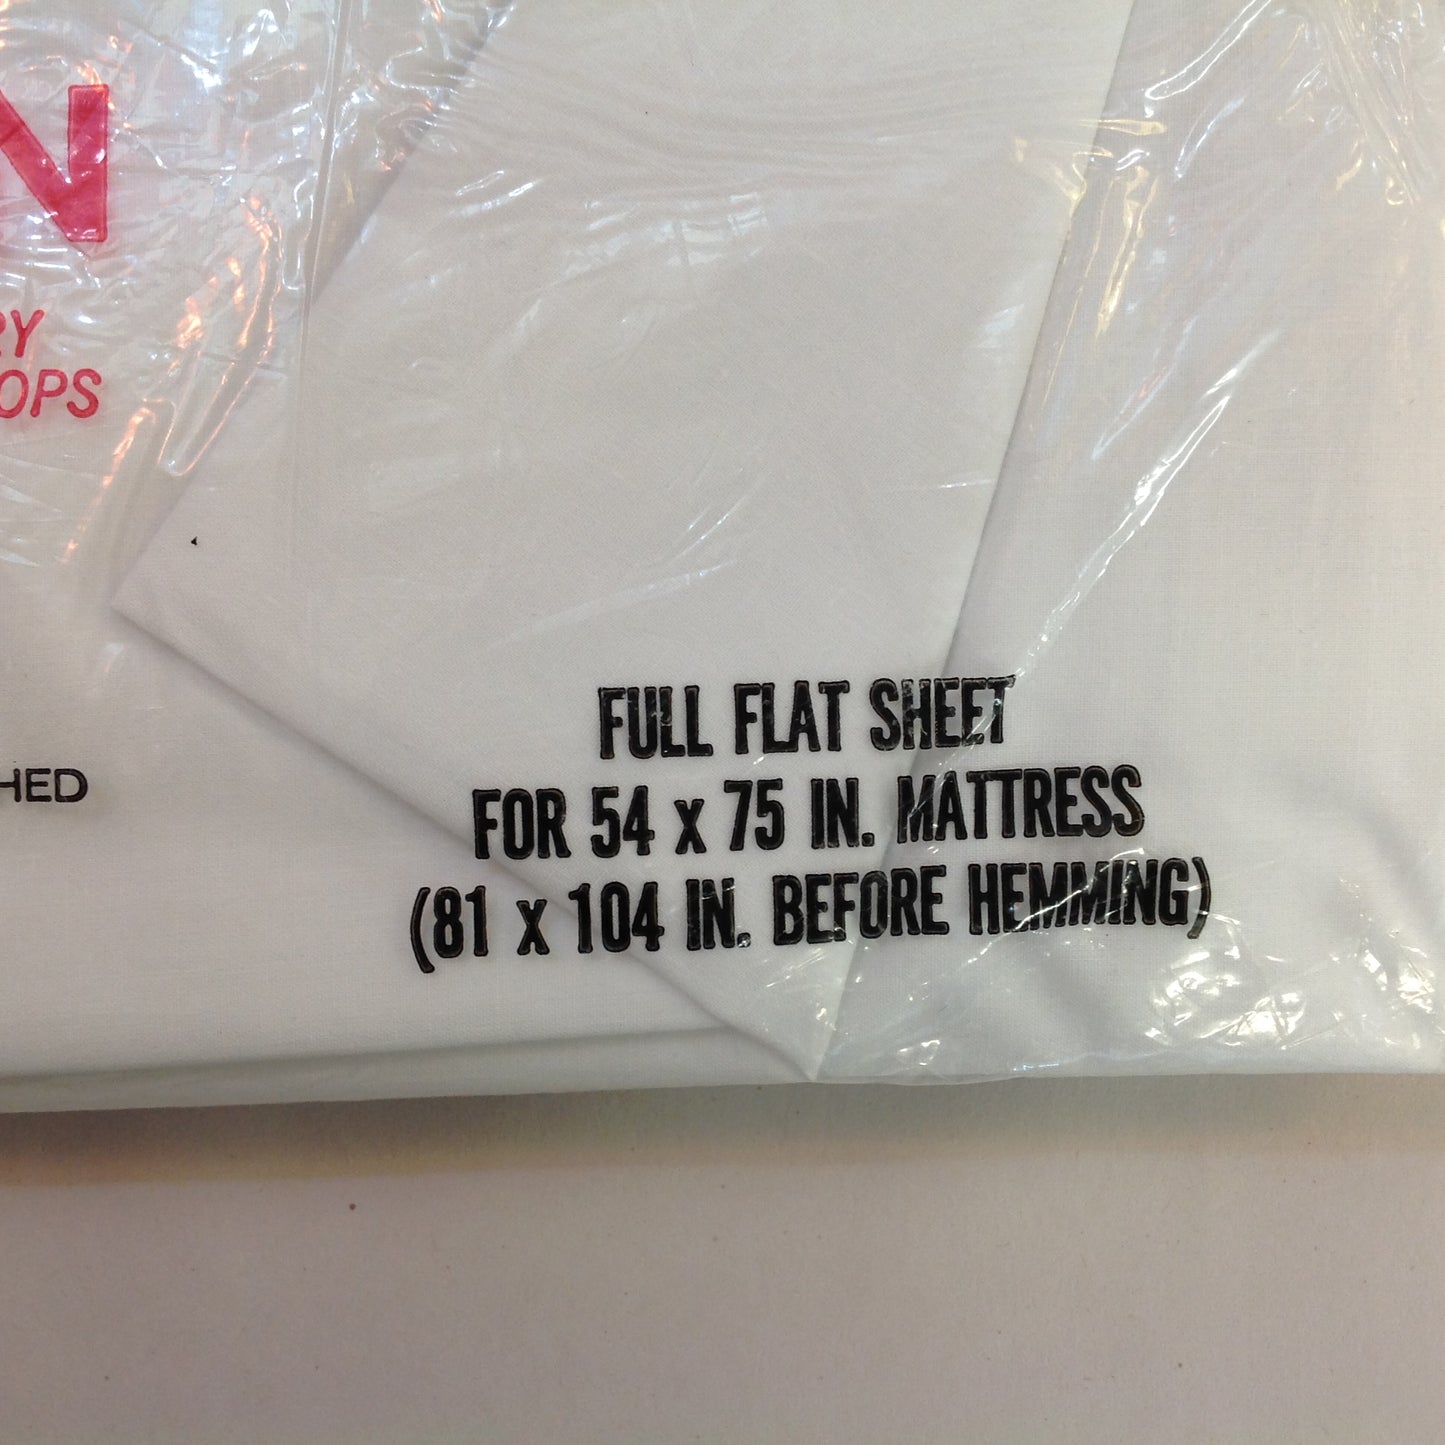 FULL FLAT SHEET
FOR 54 x 75 IN. MATTRESS
(81 x 104 IN. BEFORE HEMMING)